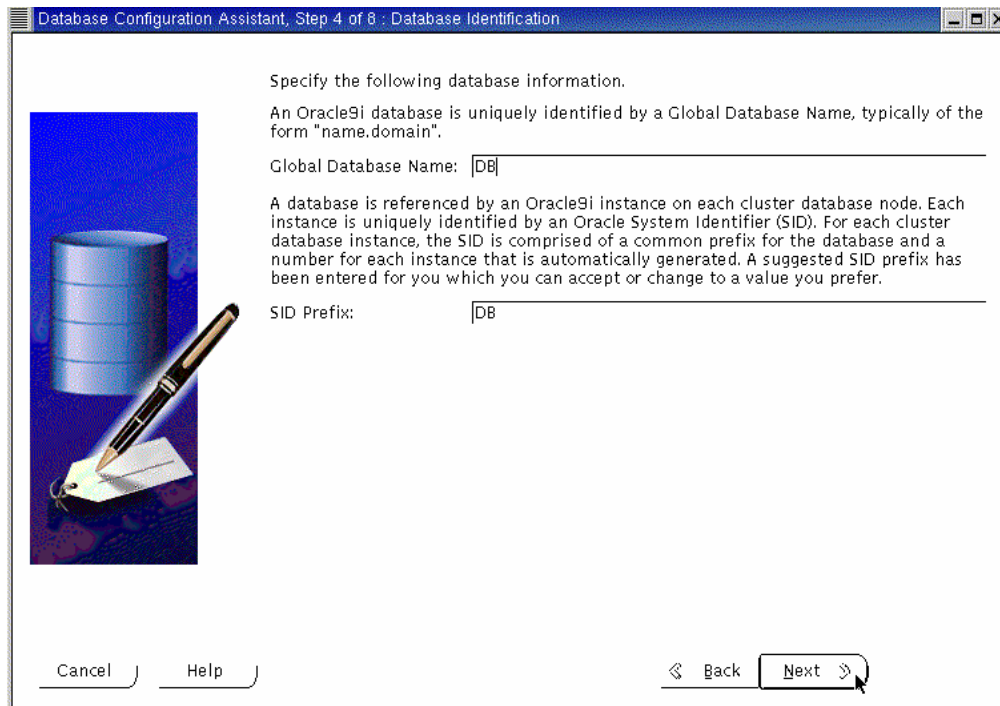 Database Configuration Assistant, Step 4 of 8 : Database Identification
Specify the following database information.
An Oracle9i database is uniquely identified by a Global Database Name, typically of the
form "name.domain".
Global Database Name: DB
A database is referenced by an Oracle9i instance on each cluster database node. Each
instance is uniquely identified by an Oracle System Identifier (SID). For each cluster
database instance, the SID is comprised of a common prefix for the database and a
number for each instance that is automatically generated. A suggested SID prefix has
been entered for you which you can accept or change to a value you prefer.
SID Prefix: DB
Cancel Help Back Next